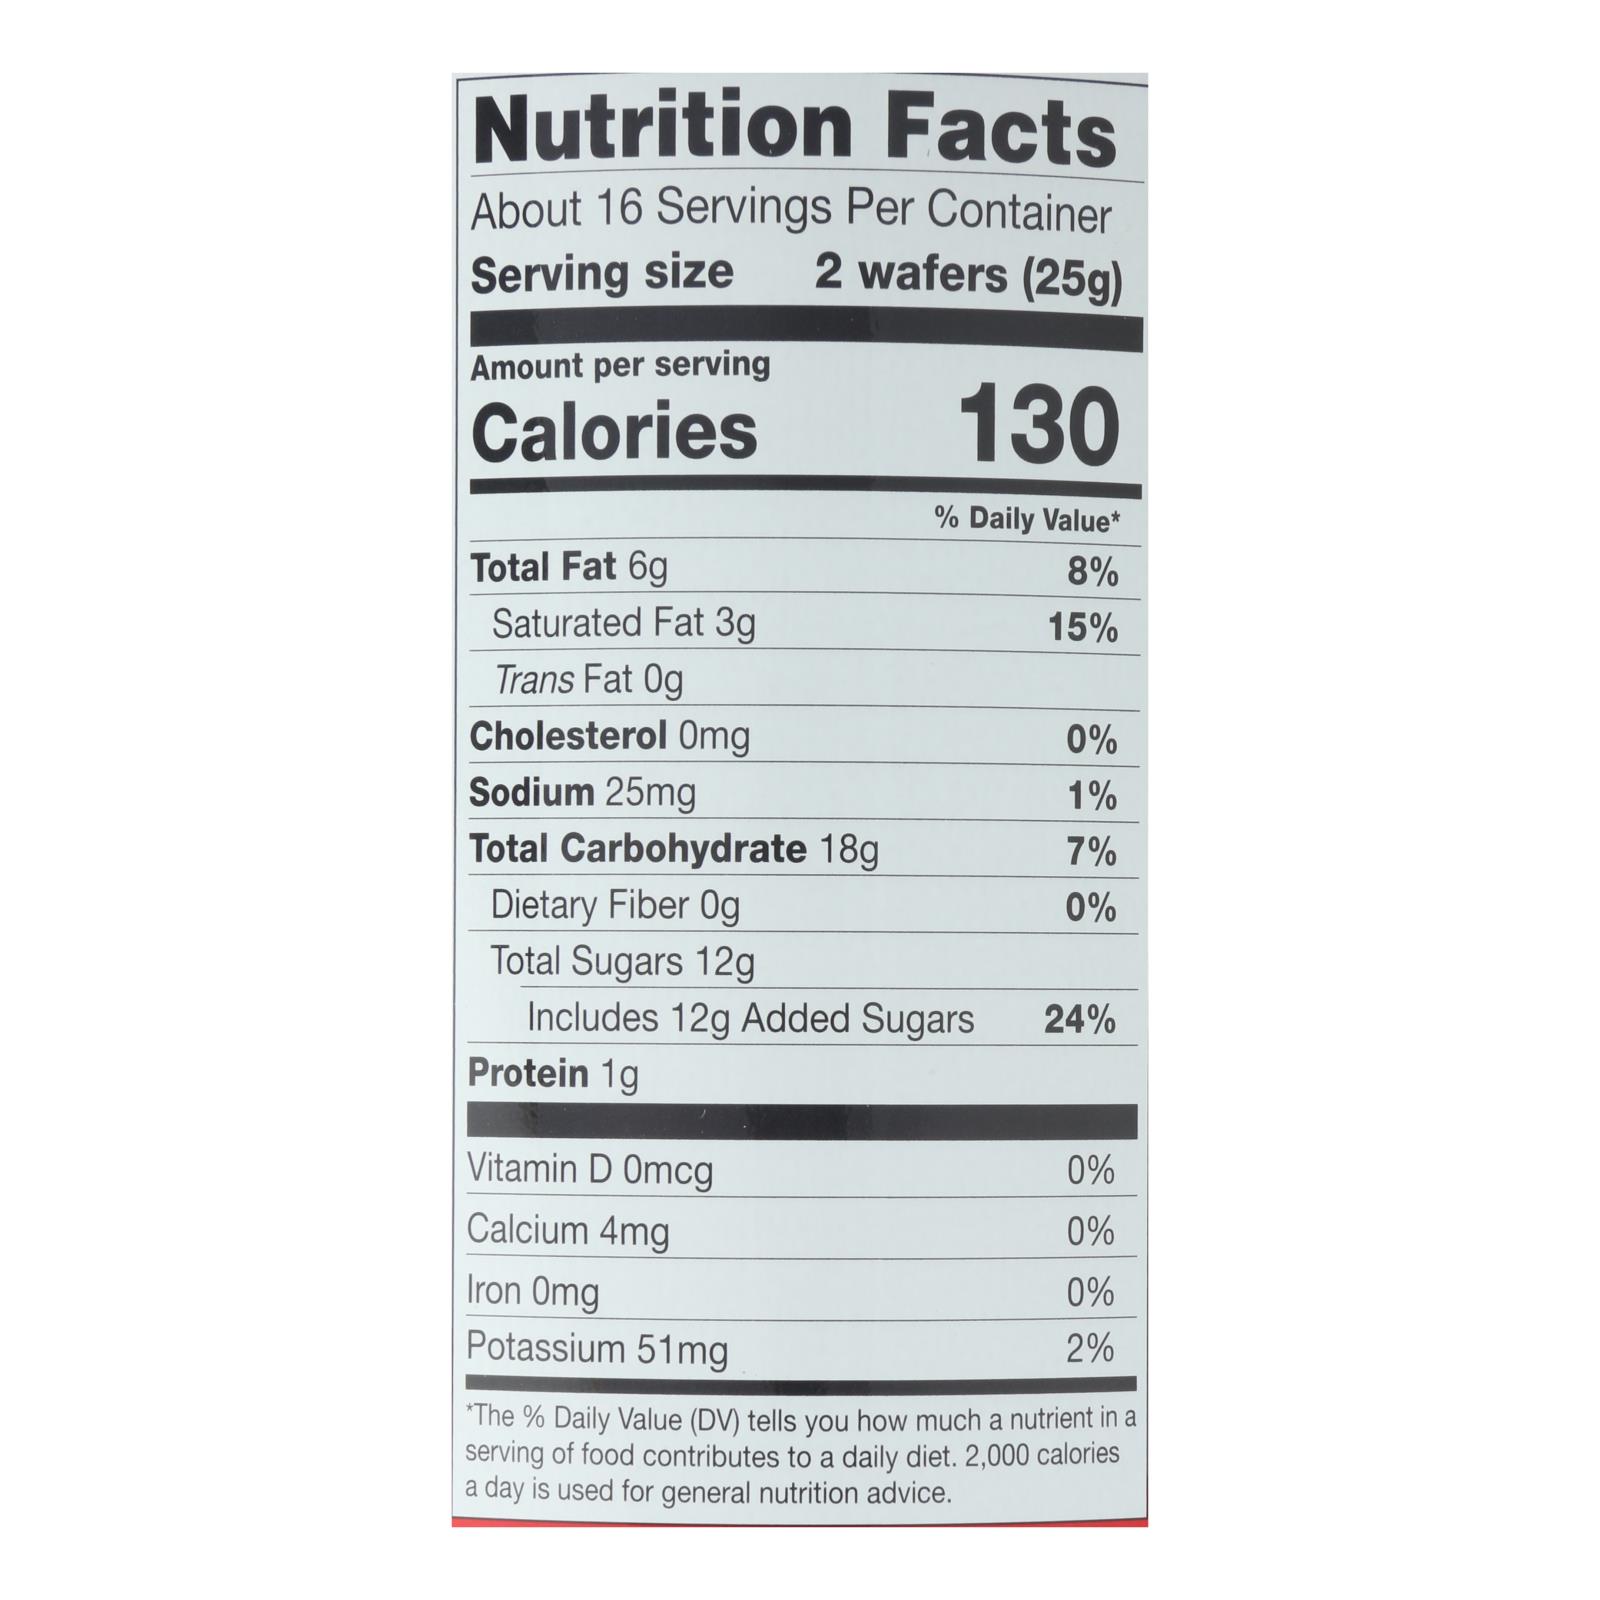 Nutrition Facts
About 16 Servings Per Container
Serving size 2 wafers (25g)
Amount per serving
Calories 130
% Daily Value*
Total Fat 6g 8%
Saturated Fat 3g 15%
Trans Fat 0g
Cholesterol 0mg 0%
Sodium 25mg 1%
Total Carbohydrate 18g 7%
Dietary Fiber 0g 0%
Total Sugars 12g
Includes 12g Added Sugars 24%
Protein 1g
Vitamin D 0mcg 0%
Calcium 4mg 0%
Iron 0mg 0%
Potassium 51mg 2%
*The % Daily Value (DV) tells you how much a nutrient in a
serving of food contributes to a daily diet. 2,000 calories
a day is used for general nutrition advice.